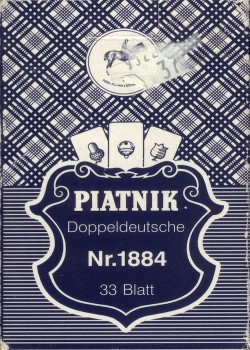 PIATNIK
Doppeldeutsche
Nr.1884
33 Blatt